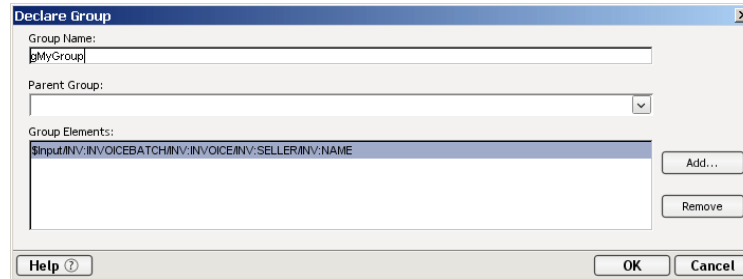 Declare Group
Group Name:
gMyGroup
Parent Group:
Group Elements:
$Input/INV:INVOICEBATCH/INV:INVOICE/INV:SELLER/INV:NAME
Add...
Remove
Help ?
OK
Cancel